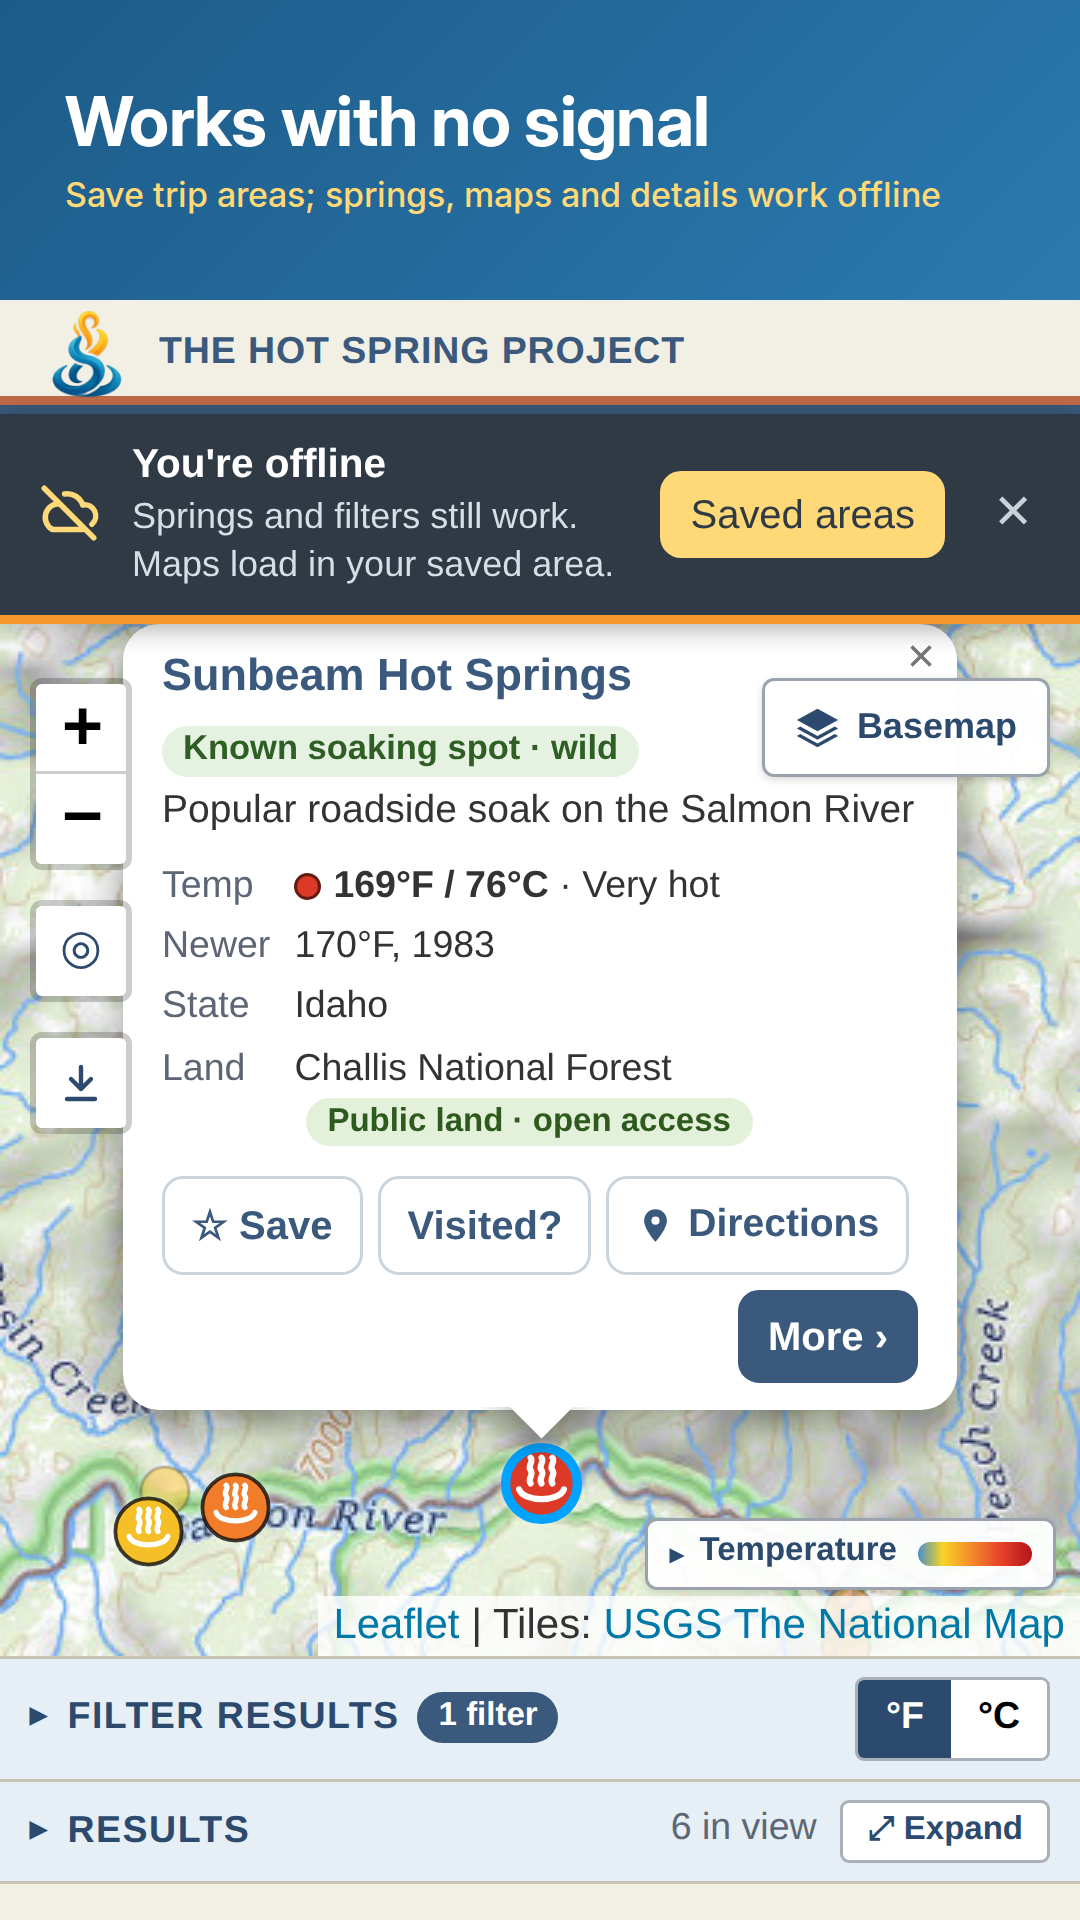 Works with no signal
Save trip areas; springs, maps and details work offline
THE HOT SPRING PROJECT
You're offline
Springs and filters still work.
Maps load in your saved area.
Saved areas
×
Sunbeam Hot Springs
×
Basemap
Known soaking spot · wild
Popular roadside soak on the Salmon River
Temp 169°F / 76°C · Very hot
Newer 170°F, 1983
State Idaho
Land Challis National Forest
Public land · open access
☆ Save
Visited?
Directions
More ›
+
−
Creek
7000
on River
each Creek
▸ Temperature
Leaflet | Tiles: USGS The National Map
▸ FILTER RESULTS 1 filter
°F °C
▸ RESULTS
6 in view
⤢ Expand